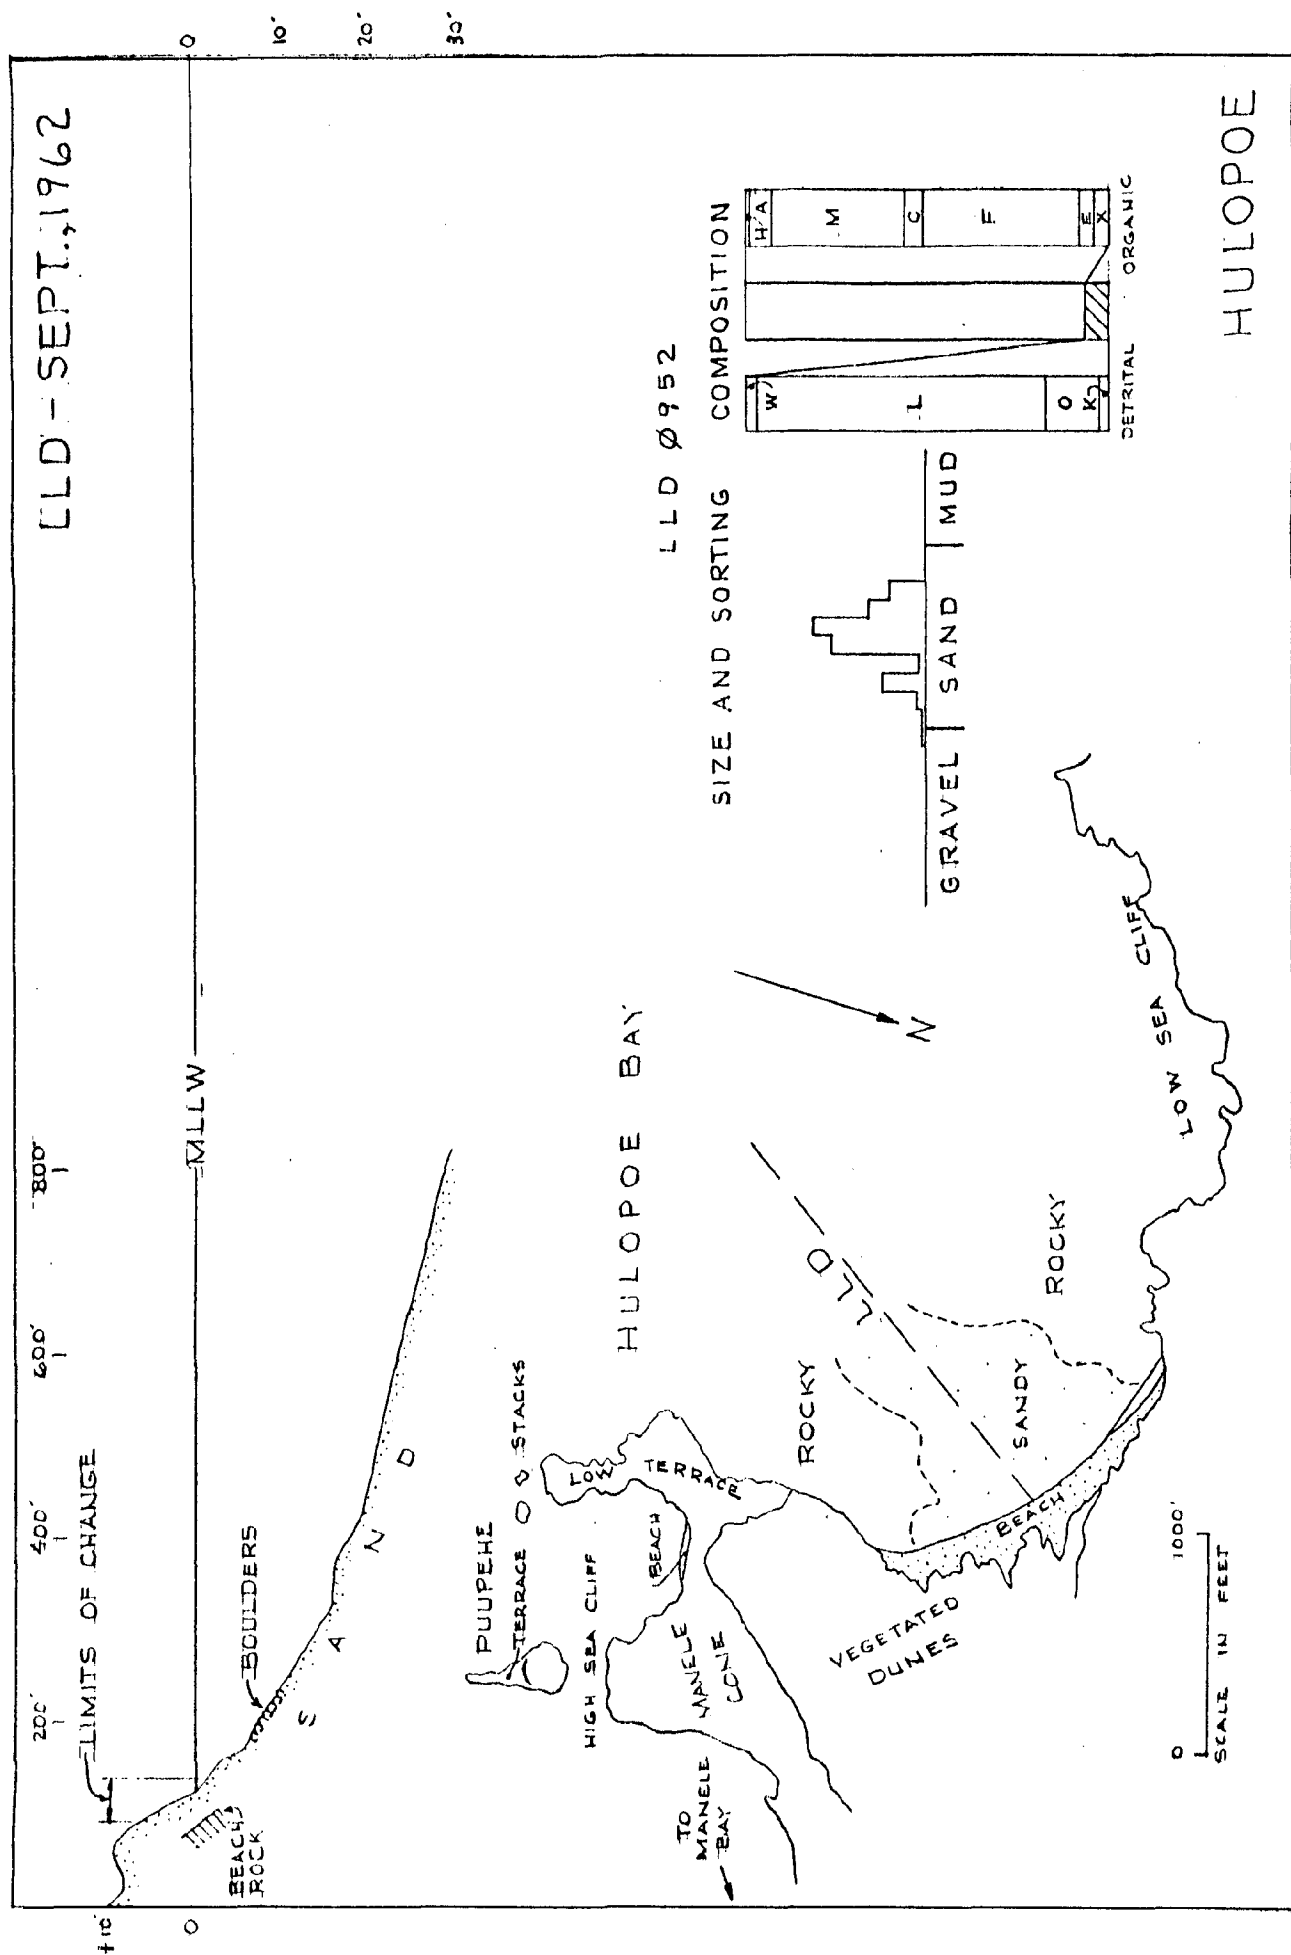 LLD - SEPT., 1962
200'
400'
600'
800'
+10'
0
0
10'
20'
30'
LIMITS OF CHANGE
MLLW
BEACH
ROCK
BOULDERS
S A N D
PUUPEHE
TERRACE
STACKS
HIGH SEA CLIFF
LOW TERRACE
BEACH
MANELE
CONE
TO
MANELE
BAY
HULOPOE BAY
ROCKY
LLD
SANDY
ROCKY
BEACH
VEGETATED
DUNES
LOW SEA CLIFF
N
0 1000'
SCALE IN FEET
LLD Ø952
SIZE AND SORTING
GRAVEL SAND MUD
COMPOSITION
W
L
O
K
H A
M
C
F
E
X
DETRITAL ORGANIC
HULOPOE